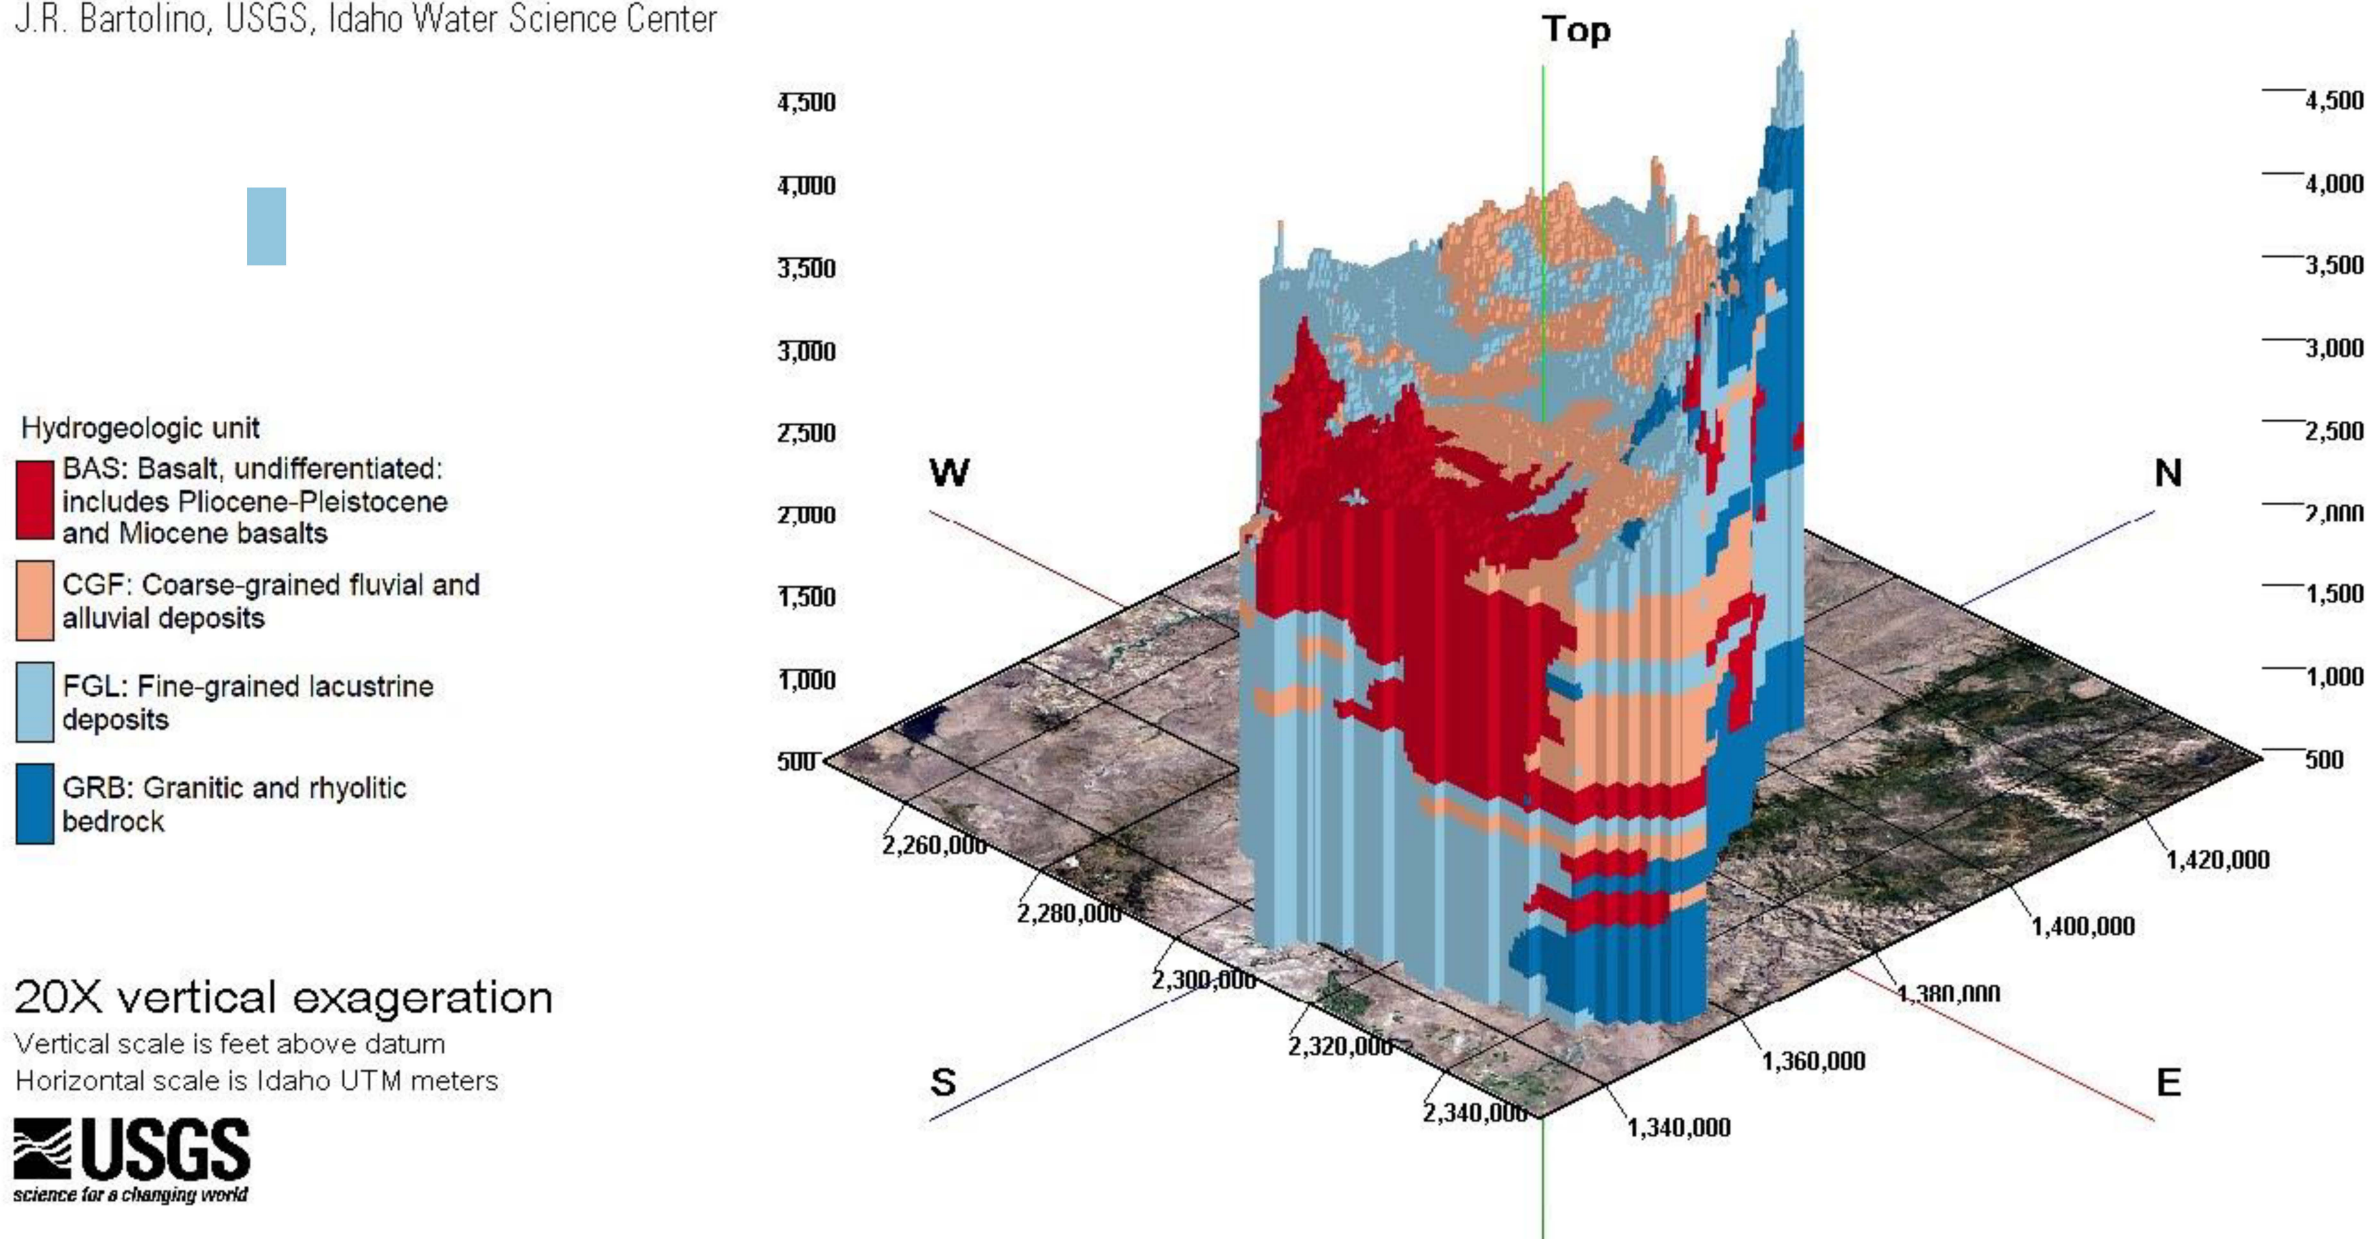 J.R. Bartolino, USGS, Idaho Water Science Center
Top
4,500
4,000
3,500
3,000
2,500
2,000
1,500
1,000
500
4,500
4,000
3,500
3,000
2,500
2,000
1,500
1,000
500
W
N
S
E
2,260,000
2,280,000
2,300,000
2,320,000
2,340,000
1,340,000
1,360,000
1,380,000
1,400,000
1,420,000
Hydrogeologic unit
BAS: Basalt, undifferentiated:
includes Pliocene-Pleistocene
and Miocene basalts
CGF: Coarse-grained fluvial and
alluvial deposits
FGL: Fine-grained lacustrine
deposits
GRB: Granitic and rhyolitic
bedrock
20X vertical exageration
Vertical scale is feet above datum
Horizontal scale is Idaho UTM meters
USGS
science for a changing world